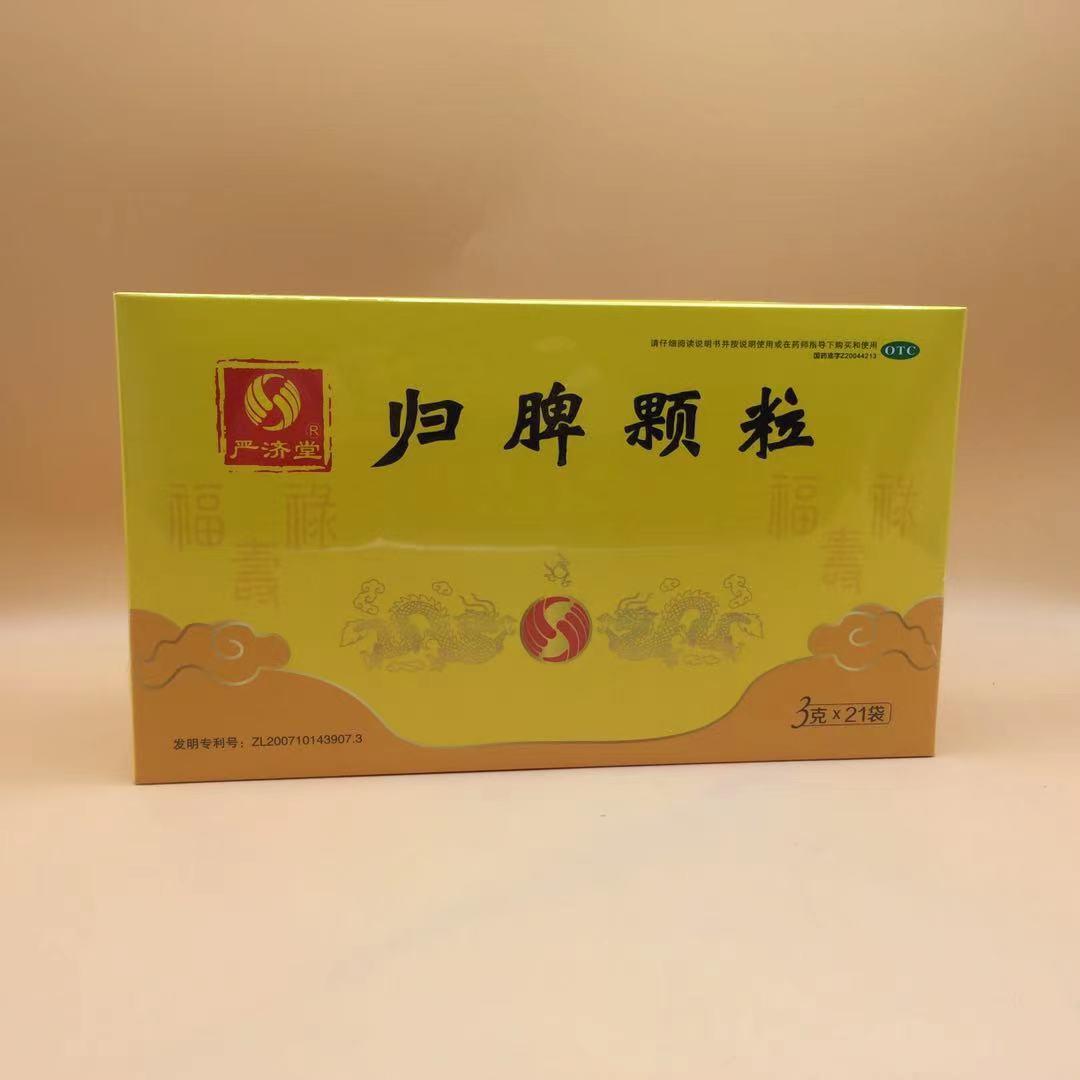 请仔细阅读说明书并按说明使用或在药师指导下购买和使用
国药准字Z20044213
OTC
R
严济堂
归脾颗粒
福 禄
寿
福 禄
寿
3克x21袋
发明专利号：ZL200710143907.3